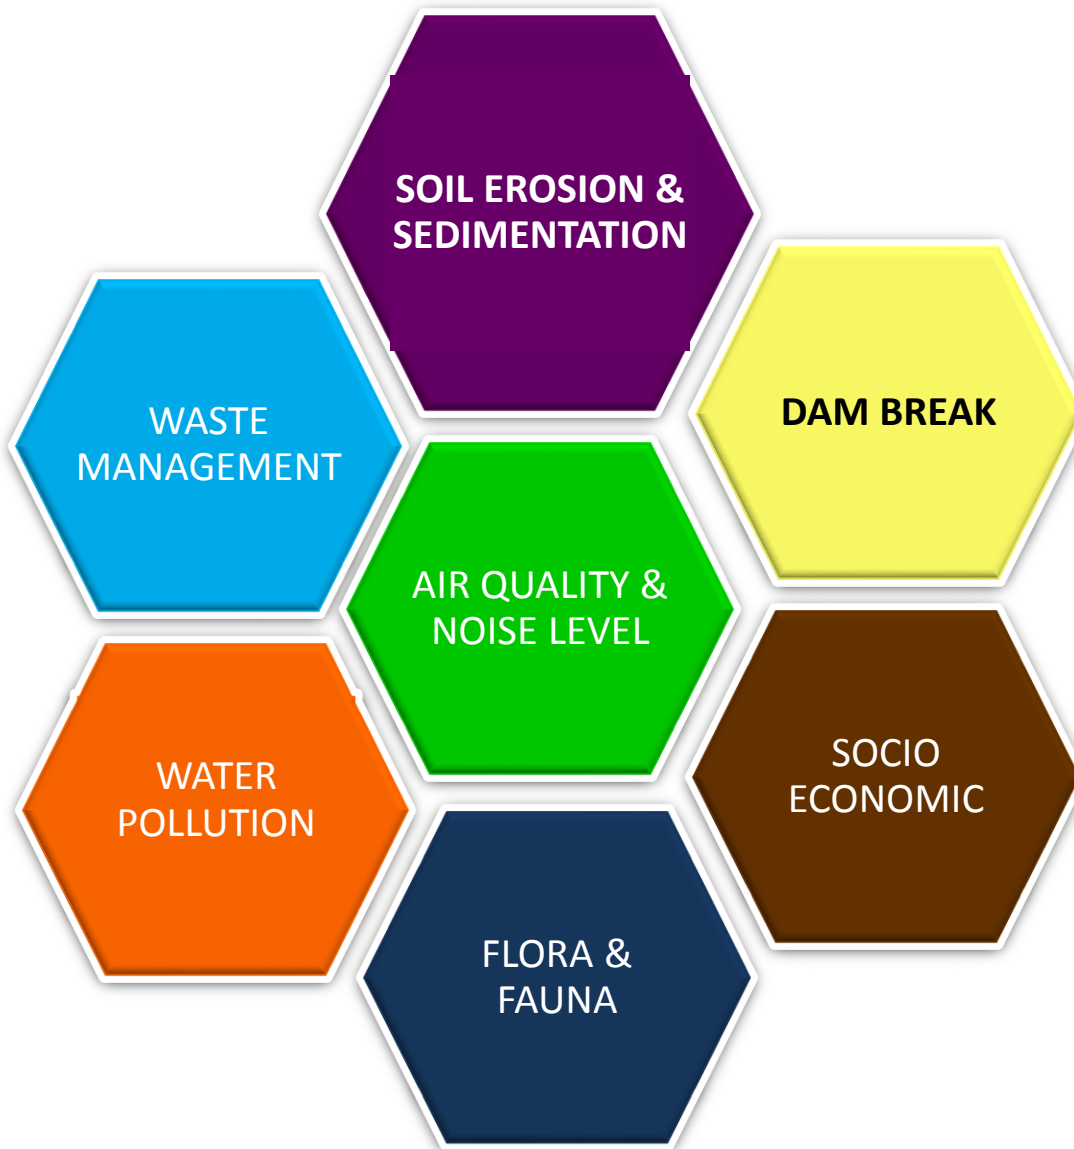 SOIL EROSION &
SEDIMENTATION
DAM BREAK
WASTE
MANAGEMENT
AIR QUALITY &
NOISE LEVEL
SOCIO
ECONOMIC
WATER
POLLUTION
FLORA &
FAUNA